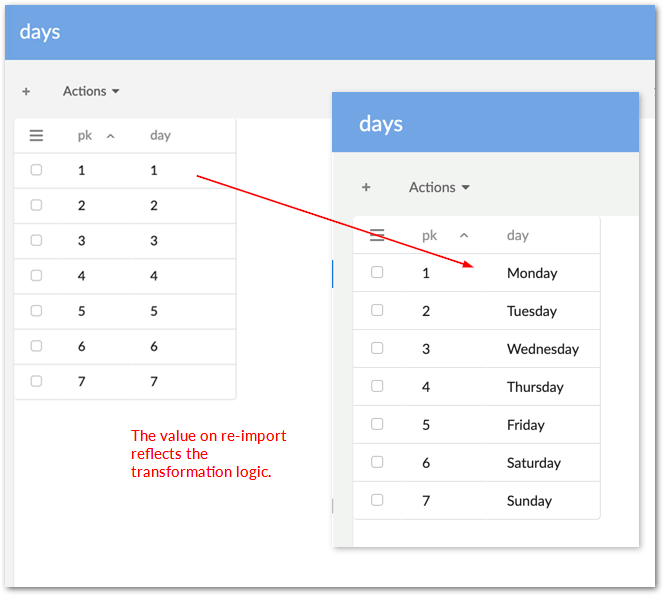 days
+ Actions
pk day
1 1
2 2
3 3
4 4
5 5
6 6
7 7
The value on re-import
reflects the
transformation logic.
days
+ Actions
pk day
1 Monday
2 Tuesday
3 Wednesday
4 Thursday
5 Friday
6 Saturday
7 Sunday